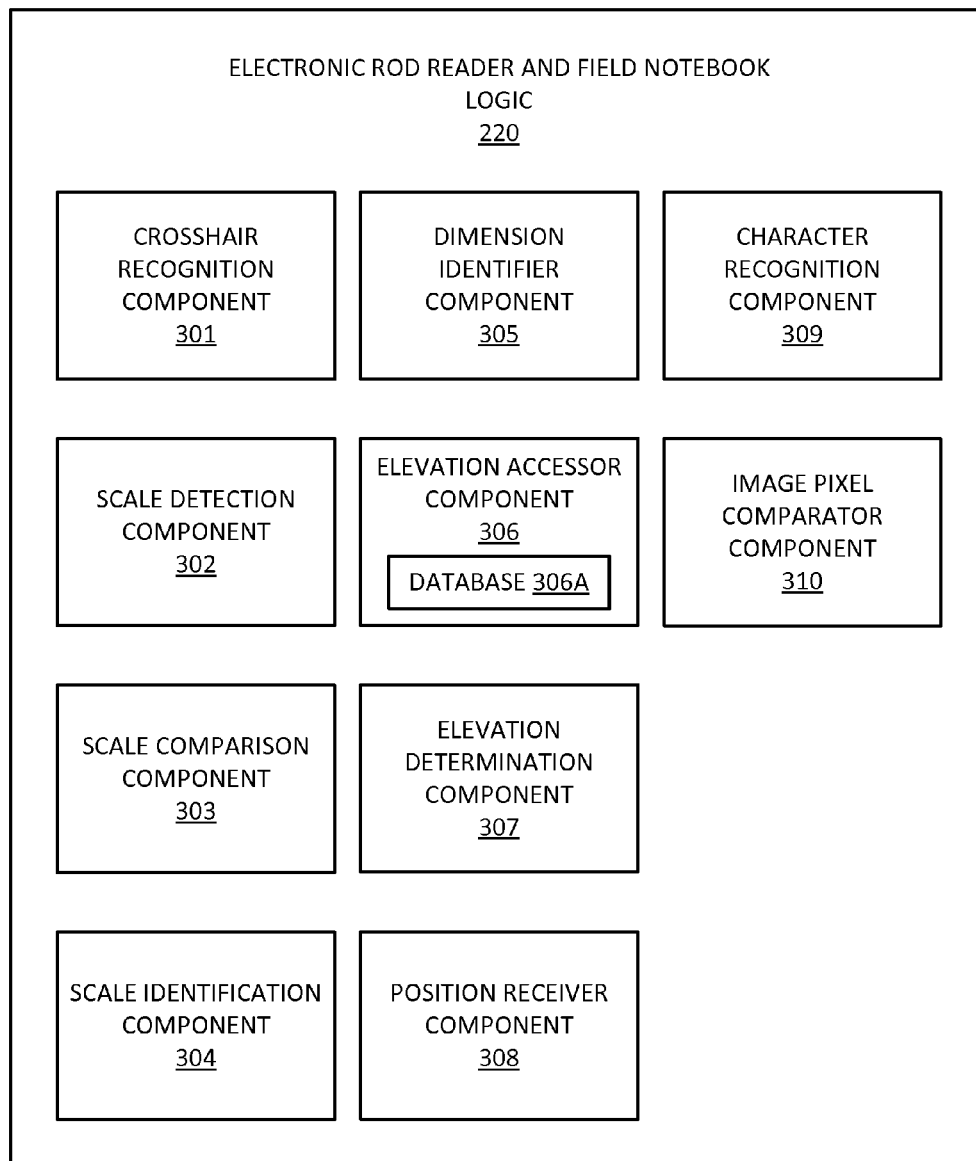 ELECTRONIC ROD READER AND FIELD NOTEBOOK
LOGIC
220
CROSSHAIR
RECOGNITION
COMPONENT
301
DIMENSION
IDENTIFIER
COMPONENT
305
CHARACTER
RECOGNITION
COMPONENT
309
SCALE DETECTION
COMPONENT
302
ELEVATION ACCESSOR
COMPONENT
306
DATABASE 306A
IMAGE PIXEL
COMPARATOR
COMPONENT
310
SCALE COMPARISON
COMPONENT
303
ELEVATION
DETERMINATION
COMPONENT
307
SCALE IDENTIFICATION
COMPONENT
304
POSITION RECEIVER
COMPONENT
308